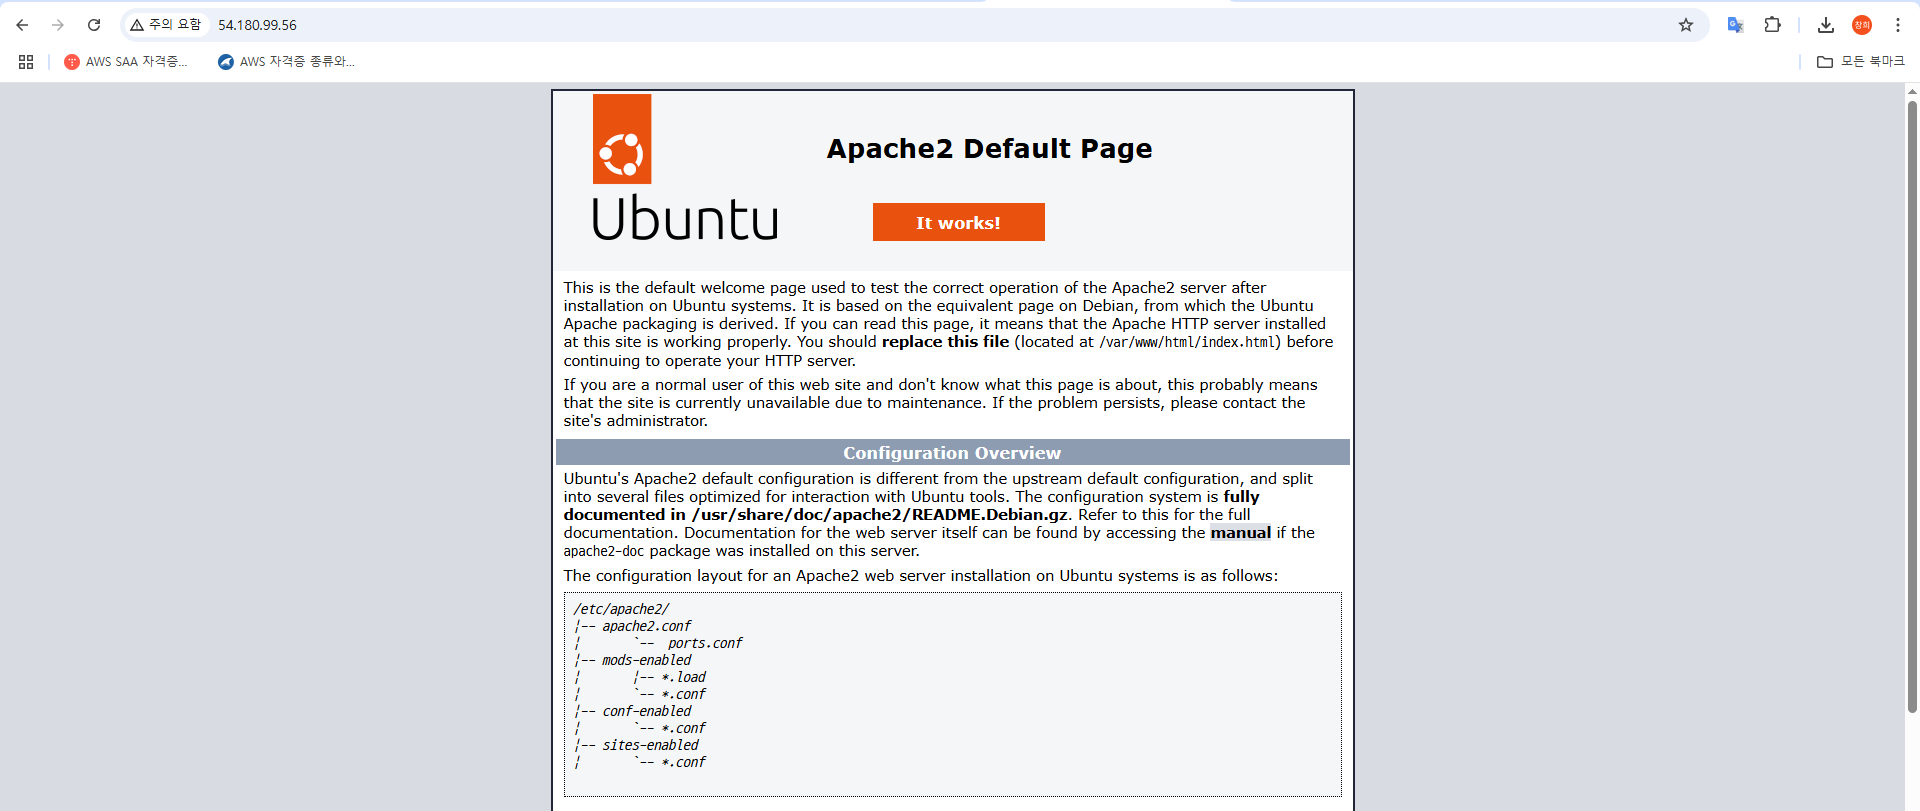 주의 요함 54.180.99.56
창희
AWS SAA 자격증... AWS 자격증 종류와... 모든 북마크
Apache2 Default Page
Ubuntu
It works!
This is the default welcome page used to test the correct operation of the Apache2 server after
installation on Ubuntu systems. It is based on the equivalent page on Debian, from which the Ubuntu
Apache packaging is derived. If you can read this page, it means that the Apache HTTP server installed
at this site is working properly. You should replace this file (located at /var/www/html/index.html) before
continuing to operate your HTTP server.
If you are a normal user of this web site and don't know what this page is about, this probably means
that the site is currently unavailable due to maintenance. If the problem persists, please contact the
site's administrator.
Configuration Overview
Ubuntu's Apache2 default configuration is different from the upstream default configuration, and split
into several files optimized for interaction with Ubuntu tools. The configuration system is fully
documented in /usr/share/doc/apache2/README.Debian.gz. Refer to this for the full
documentation. Documentation for the web server itself can be found by accessing the manual if the
apache2-doc package was installed on this server.
The configuration layout for an Apache2 web server installation on Ubuntu systems is as follows:
/etc/apache2/
¦-- apache2.conf
¦       `--  ports.conf
¦-- mods-enabled
¦       ¦-- *.load
¦       `-- *.conf
¦-- conf-enabled
¦       `-- *.conf
¦-- sites-enabled
¦       `-- *.conf